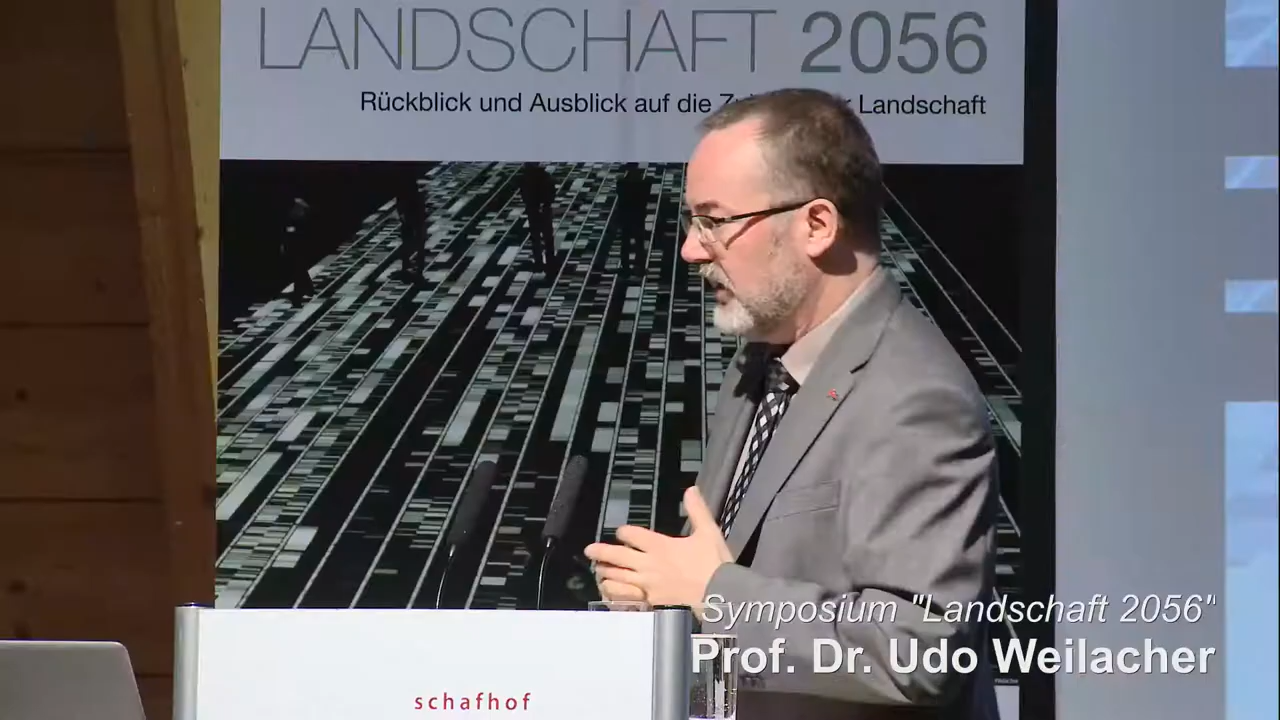 LANDSCHAFT 2056
Rückblick und Ausblick auf die Landschaft
Symposium "Landschaft 2056"
Prof. Dr. Udo Weilacher
schafhof